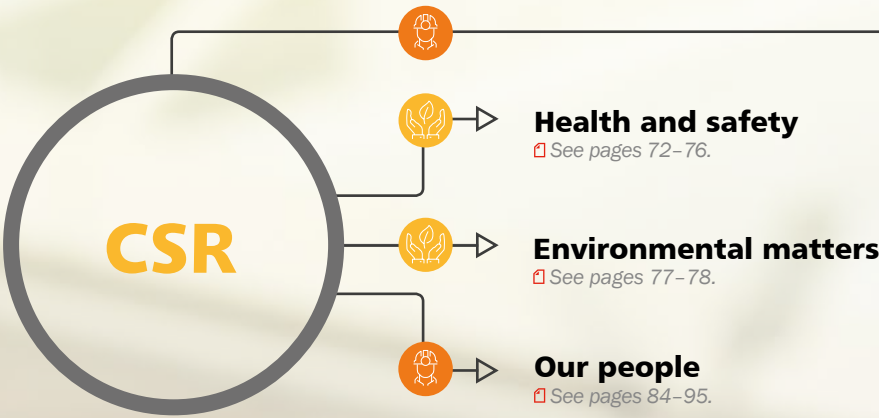 CSR
Health and safety
See pages 72–76.
Environmental matters
See pages 77–78.
Our people
See pages 84–95.